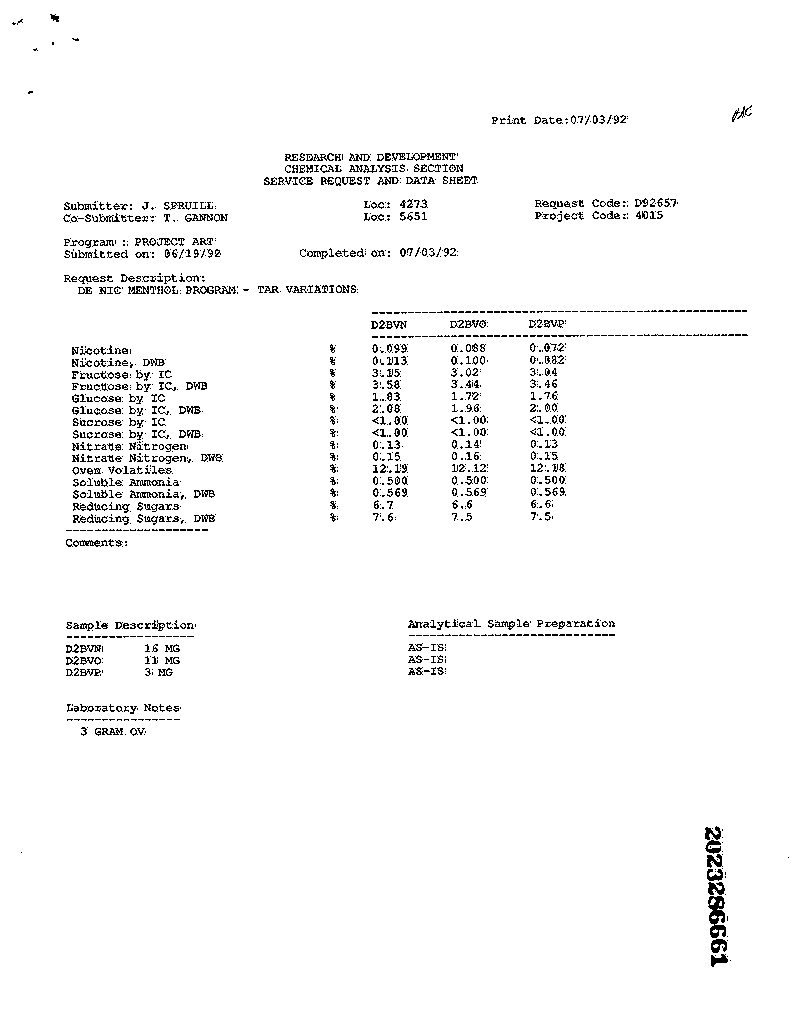 Print Date:07/03/92
RESEARCH AND DEVELOPMENT
CHEMICAL ANALYSIS SECTION
SERVICE REQUEST AND DATA SHEET
Submitter: J. SPRUILL Loc: 4273 Request Code: D92657
Co-Submitter: T. GANNON Loc: 5651 Project Code: 4015
Program : PROJECT ART
Submitted on: 06/19/92 Completed on: 07/03/92
Request Description:
DE NIC MENTHOL PROGRAM - TAR VARIATIONS
D2BVN D2BVO D2BVP
Nicotine % 0.099 0.088 0.072
Nicotine, DWB % 0.113 0.100 0.082
Fructose by IC % 3.15 3.02 3.04
Fructose by IC, DWB % 3.58 3.44 3.46
Glucose by IC % 1.83 1.72 1.76
Glucose by IC, DWB % 2.08 1.96 2.00
Sucrose by IC % <1.00 <1.00 <1.00
Sucrose by IC, DWB % <1.00 <1.00 <1.00
Nitrate Nitrogen % 0.13 0.14 0.13
Nitrate Nitrogen, DWB % 0.15 0.16 0.15
Oven Volatiles % 12.19 12.12 12.18
Soluble Ammonia % 0.500 0.500 0.500
Soluble Ammonia, DWB % 0.569 0.569 0.569
Reducing Sugars % 6.7 6.6 6.6
Reducing Sugars, DWB % 7.6 7.5 7.5
Comments:
Sample Description Analytical Sample Preparation
D2BVN 16 MG AS-IS
D2BVO 11 MG AS-IS
D2BVP 3 MG AS-IS
Laboratory Notes
3 GRAM OV
2023286661